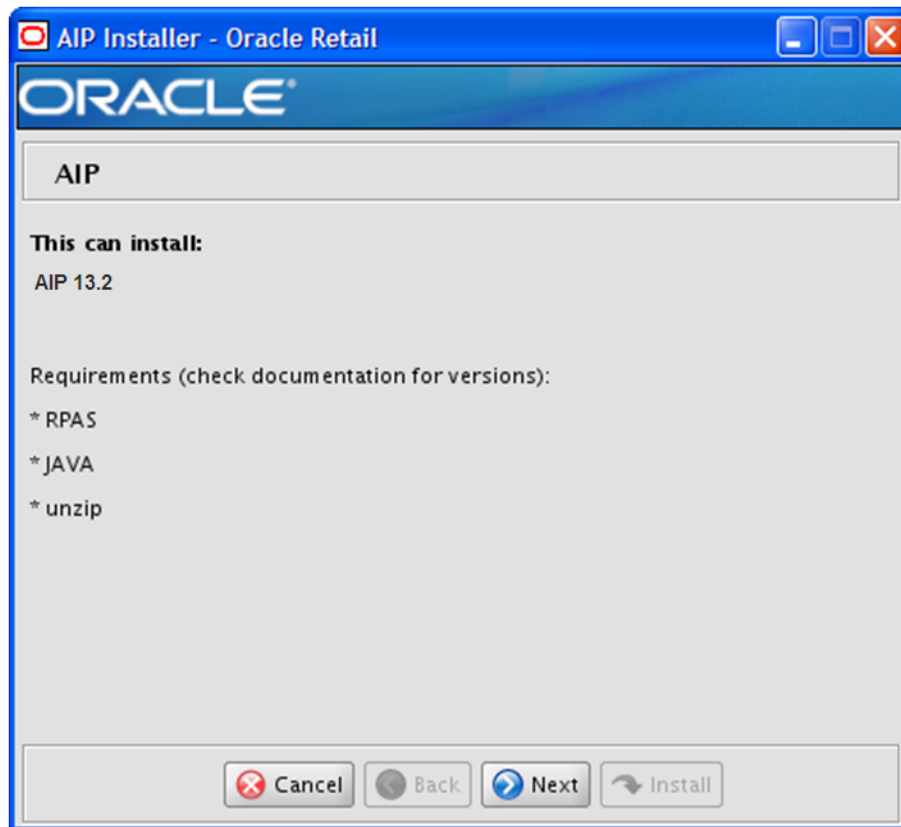 AIP Installer - Oracle Retail
ORACLE®
AIP
This can install:
AIP 13.2
Requirements (check documentation for versions):
* RPAS
* JAVA
* unzip
Cancel Back Next Install